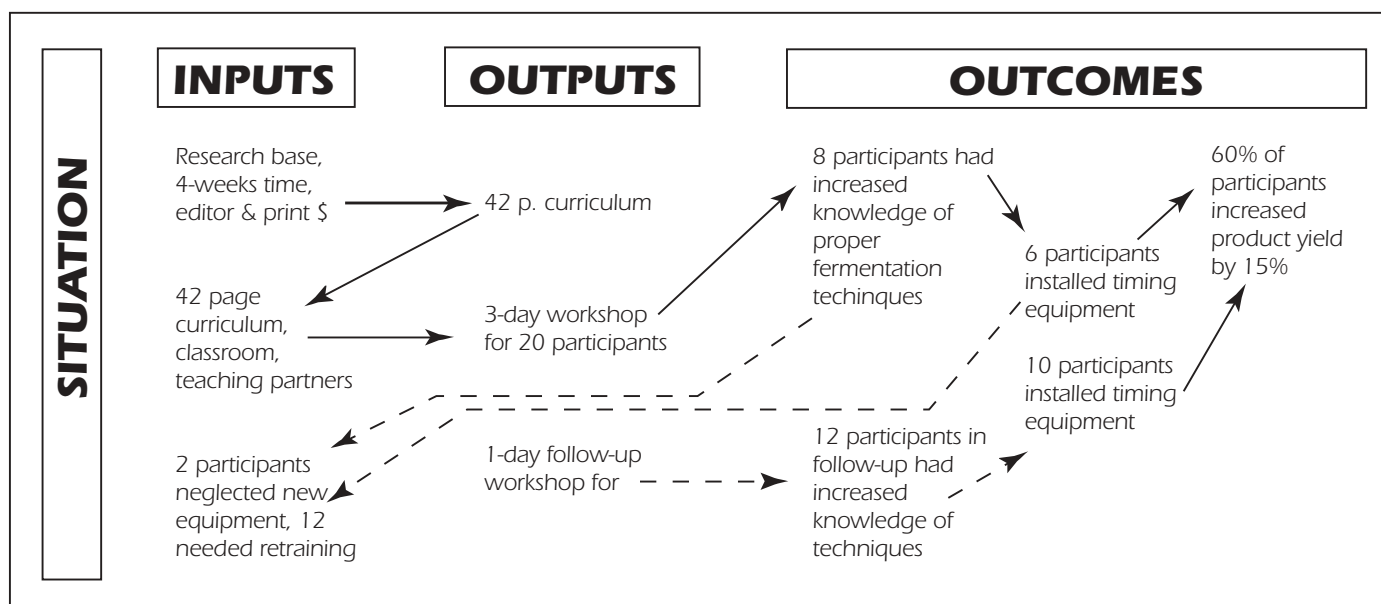 SITUATION
INPUTS
OUTPUTS
OUTCOMES
Research base,
4-weeks time,
editor & print $
42 p. curriculum
42 page
curriculum,
classroom,
teaching partners
3-day workshop
for 20 participants
8 participants had
increased
knowledge of
proper
fermentation
techinques
6 participants
installed timing
equipment
60% of
participants
increased
product yield
by 15%
10 participants
installed timing
equipment
2 participants
neglected new
equipment, 12
needed retraining
1-day follow-up
workshop for
12 participants in
follow-up had
increased
knowledge of
techniques